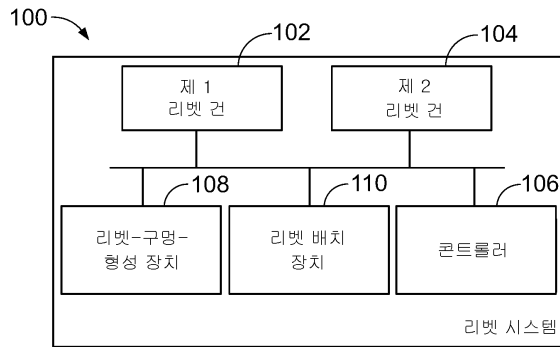 100
102
104
제 1
리벳 건
제 2
리벳 건
108
110
106
리벳-구멍-
형성 장치
리벳 배치
장치
콘트롤러
리벳 시스템